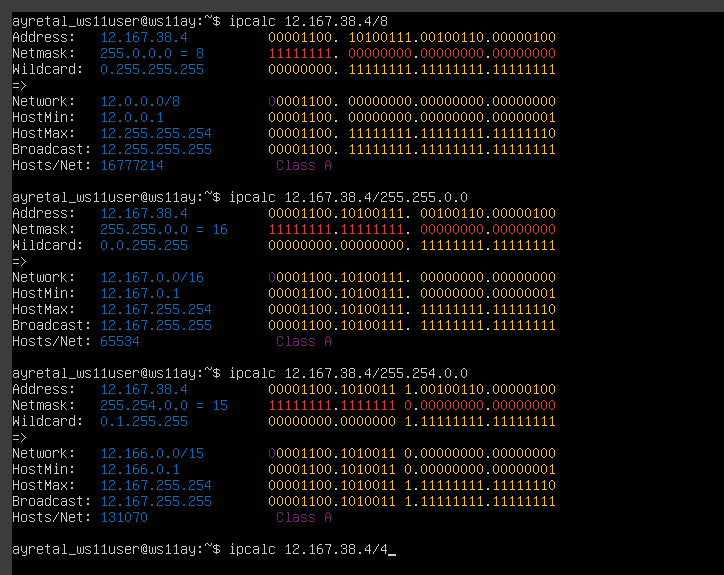 ayretal_ws11user@ws11ay:~$ ipcalc 12.167.38.4/8
Address:   12.167.38.4          00001100. 10100111.00100110.00000100
Netmask:   255.0.0.0 = 8        11111111. 00000000.00000000.00000000
Wildcard:  0.255.255.255        00000000. 11111111.11111111.11111111
=>
Network:   12.0.0.0/8           00001100. 00000000.00000000.00000000
HostMin:   12.0.0.1             00001100. 00000000.00000000.00000001
HostMax:   12.255.255.254       00001100. 11111111.11111111.11111110
Broadcast: 12.255.255.255       00001100. 11111111.11111111.11111111
Hosts/Net: 16777214              Class A
ayretal_ws11user@ws11ay:~$ ipcalc 12.167.38.4/255.255.0.0
Address:   12.167.38.4          00001100.10100111. 00100110.00000100
Netmask:   255.255.0.0 = 16     11111111.11111111. 00000000.00000000
Wildcard:  0.0.255.255          00000000.00000000. 11111111.11111111
=>
Network:   12.167.0.0/16        00001100.10100111. 00000000.00000000
HostMin:   12.167.0.1           00001100.10100111. 00000000.00000001
HostMax:   12.167.255.254       00001100.10100111. 11111111.11111110
Broadcast: 12.167.255.255       00001100.10100111. 11111111.11111111
Hosts/Net: 65534                 Class A
ayretal_ws11user@ws11ay:~$ ipcalc 12.167.38.4/255.254.0.0
Address:   12.167.38.4          00001100.1010011 1.00100110.00000100
Netmask:   255.254.0.0 = 15     11111111.1111111 0.00000000.00000000
Wildcard:  0.1.255.255          00000000.0000000 1.11111111.11111111
=>
Network:   12.166.0.0/15        00001100.1010011 0.00000000.00000000
HostMin:   12.166.0.1           00001100.1010011 0.00000000.00000001
HostMax:   12.167.255.254       00001100.1010011 1.11111111.11111110
Broadcast: 12.167.255.255       00001100.1010011 1.11111111.11111111
Hosts/Net: 131070                Class A
ayretal_ws11user@ws11ay:~$ ipcalc 12.167.38.4/4_